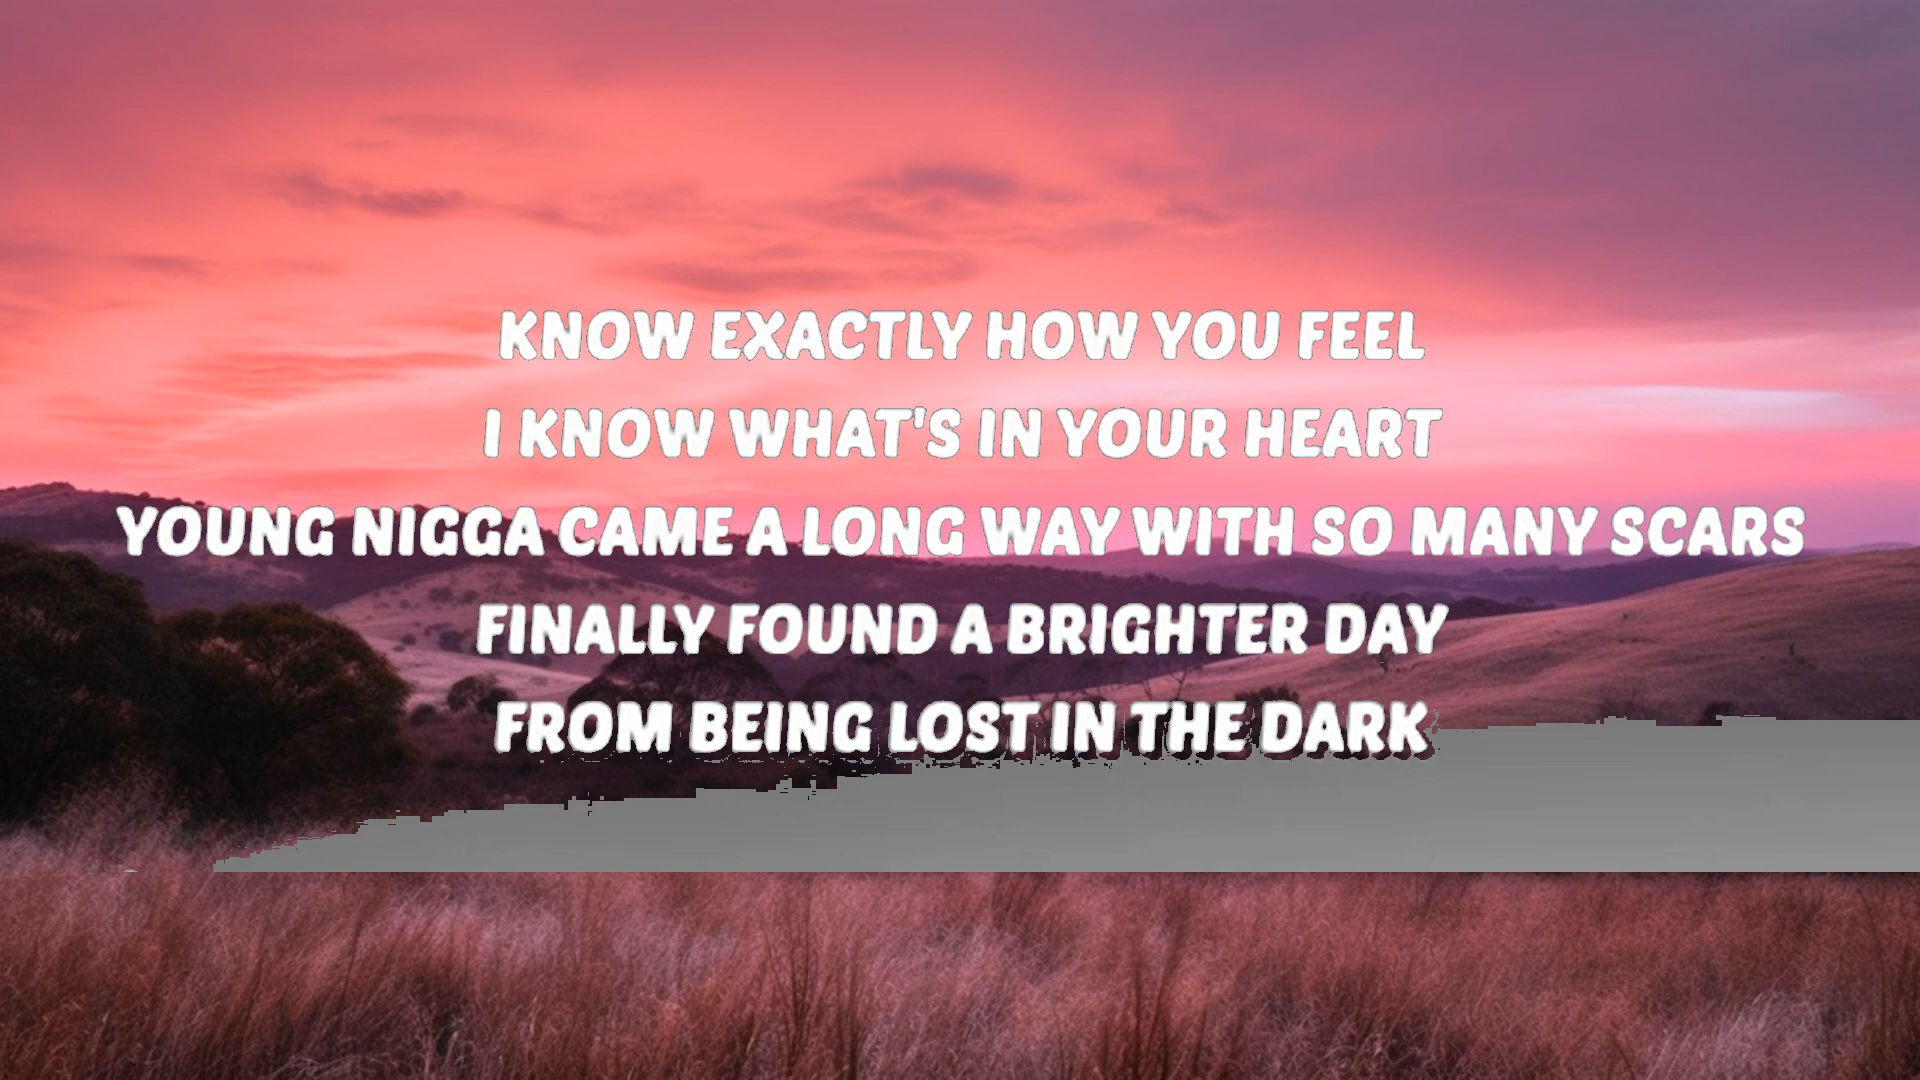 KNOW EXACTLY HOW YOU FEEL
I KNOW WHAT'S IN YOUR HEART
YOUNG NIGGA CAME A LONG WAY WITH SO MANY SCARS
FINALLY FOUND A BRIGHTER DAY
FROM BEING LOST IN THE DARK